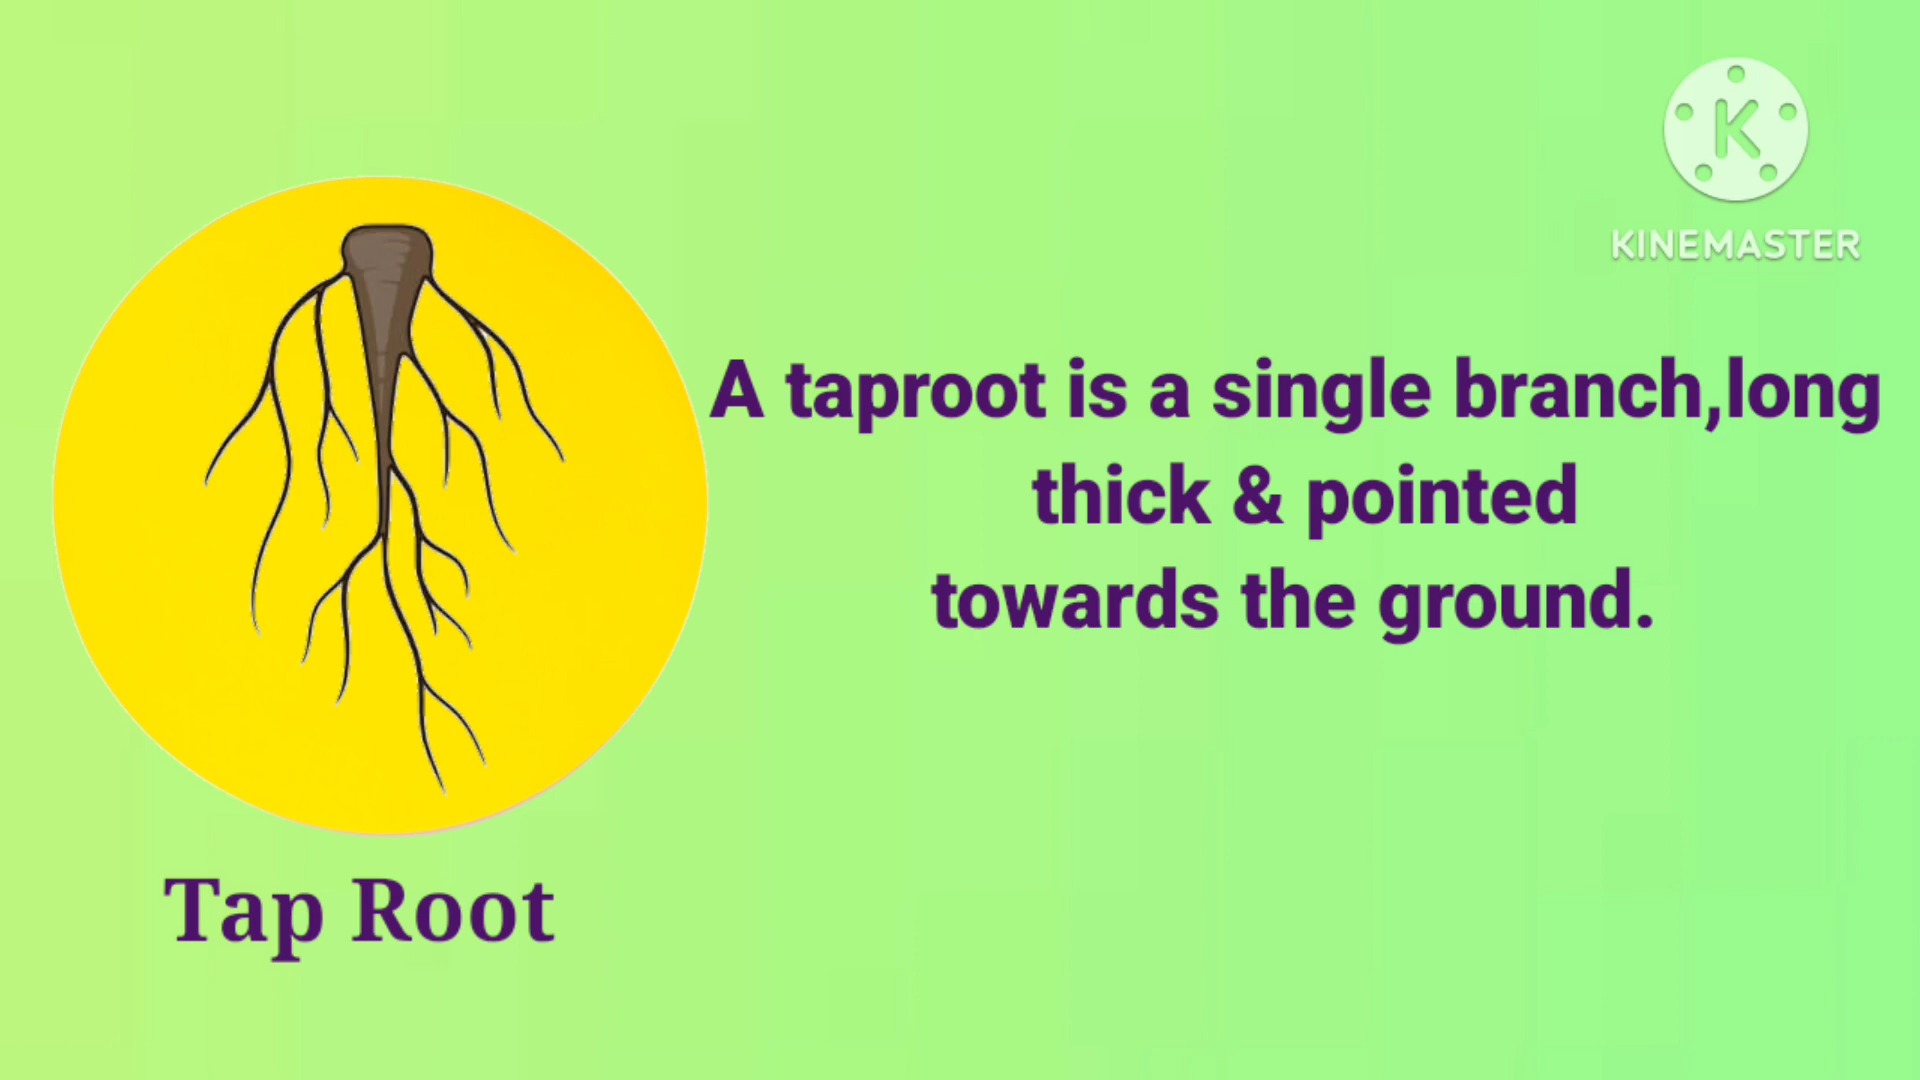 K
KINEMASTER
A taproot is a single branch,long
thick & pointed
towards the ground.
Tap Root